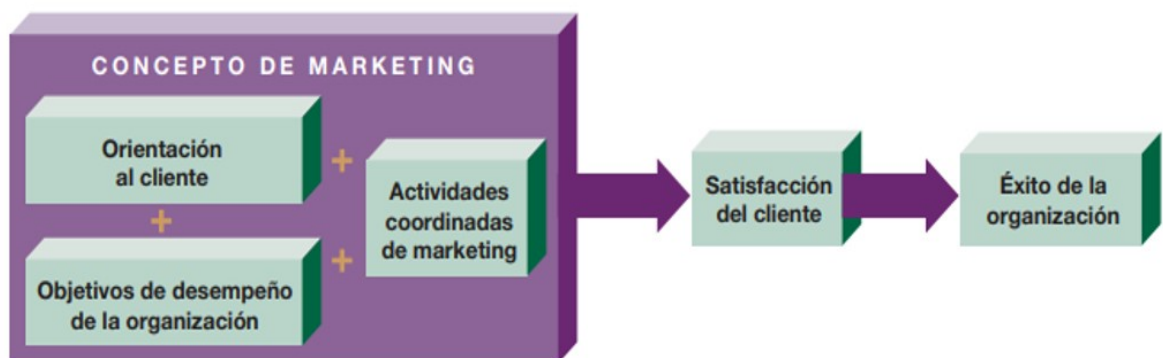 CONCEPTO DE MARKETING
Orientación
al cliente
+
+
Objetivos de desempeño
de la organización
+
Actividades
coordinadas
de marketing
Satisfacción
del cliente
Éxito de la
organización